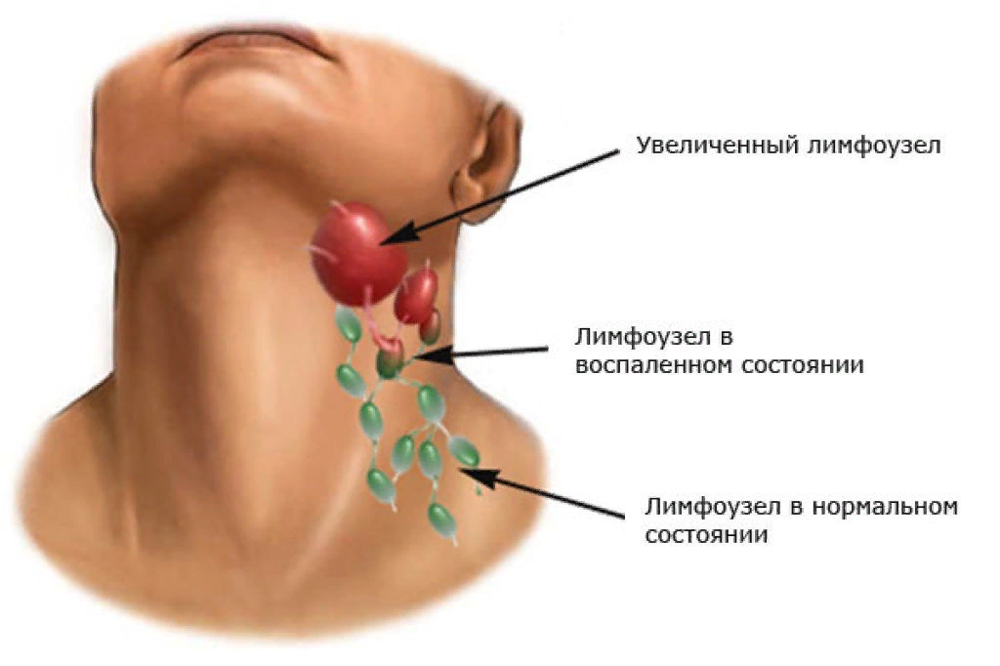 Увеличенный лимфоузел
Лимфоузел в
воспаленном состоянии
Лимфоузел в нормальном
состоянии